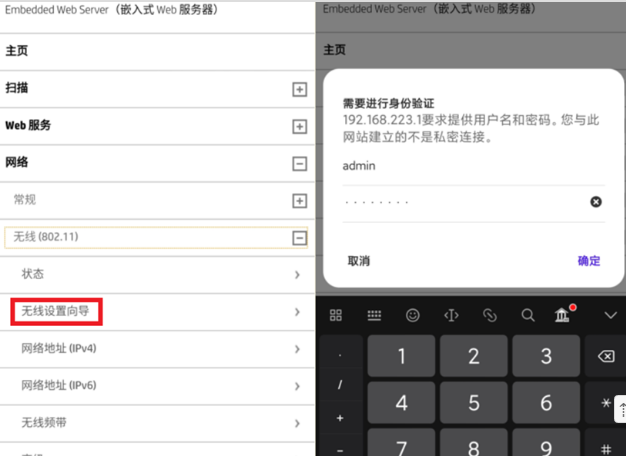 Embedded Web Server（嵌入式 Web 服务器）
主页
扫描
Web 服务
网络
常规
无线 (802.11)
状态
无线设置向导
网络地址 (IPv4)
网络地址 (IPv6)
无线频带
Embedded Web Server（嵌入式 Web 服务器）
主页
需要进行身份验证
192.168.223.1要求提供用户名和密码。您与此
网站建立的不是私密连接。
admin
········
取消
确定
.
1
2
3
/
4
5
6
*
+
7
8
9
#
-